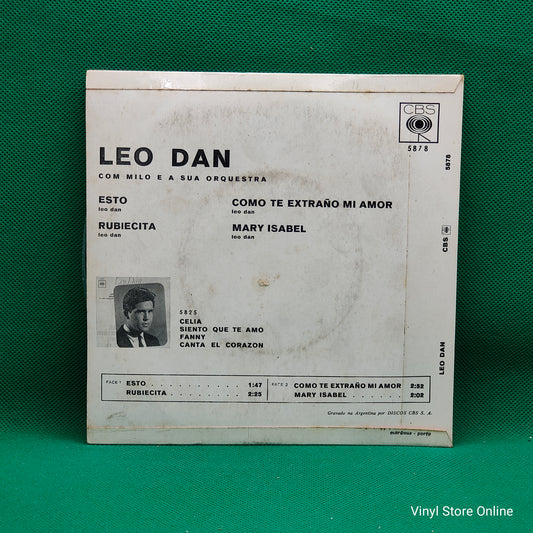 CBS
5878
LEO DAN
COM MILO E A SUA ORQUESTRA
ESTO
leo dan
RUBIECITA
leo dan
COMO TE EXTRAÑO MI AMOR
leo dan
MARY ISABEL
leo dan
5825
CELIA
SIENTO QUE TE AMO
FANNY
CANTA EL CORAZON
FACE 1 ESTO . . . . . . . . . . 1:47
RUBIECITA . . . . . . . . 2:25
FACE 2 COMO TE EXTRAÑO MI AMOR 2:52
MARY ISABEL . . . . . . 2:02
Gravado na Argentina por DISCOS CBS S. A.
LEO DAN CBS 5878
Vinyl Store Online